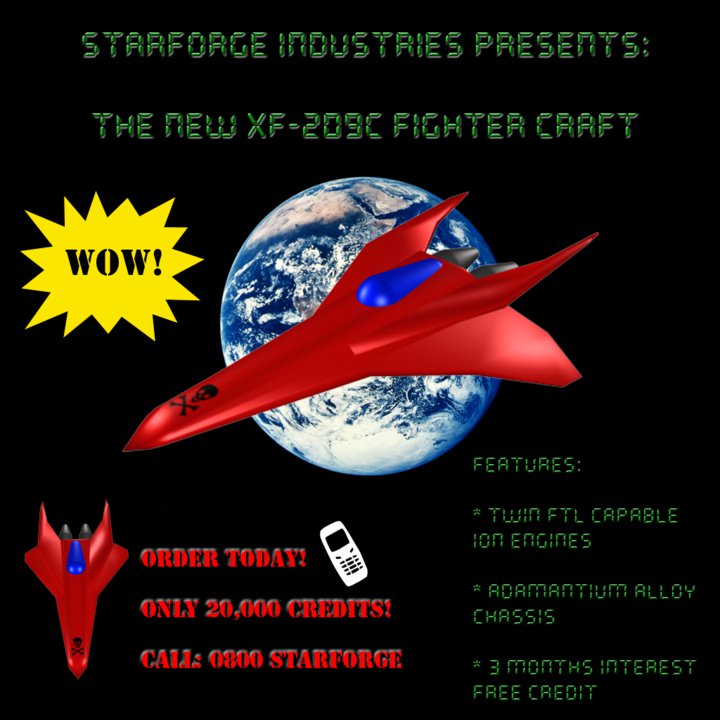 STARFORGE INDUSTRIES PRESENTS:
THE NEW XF-209C FIGHTER CRAFT
WOW!
FEATURES:
* TWIN FTL CAPABLE
ION ENGINES
* ADAMANTIUM ALLOY
CHASSIS
* 3 MONTHS INTEREST
FREE CREDIT
ORDER TODAY!
ONLY 20,000 CREDITS!
CALL: 0800 STARFORGE